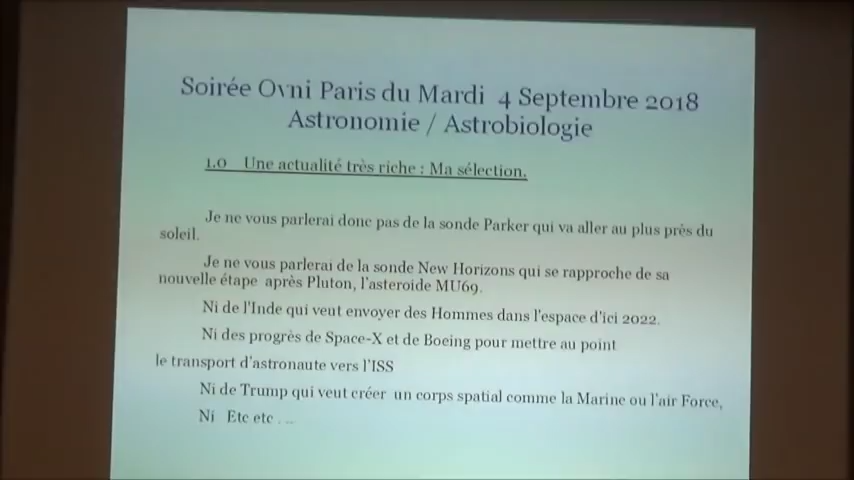 Soirée Ovni Paris du Mardi 4 Septembre 2018
Astronomie / Astrobiologie
1.0 Une actualité très riche : Ma sélection.
Je ne vous parlerai donc pas de la sonde Parker qui va aller au plus près du
soleil.
Je ne vous parlerai de la sonde New Horizons qui se rapproche de sa
nouvelle étape après Pluton, l'asteroide MU69.
Ni de l'Inde qui veut envoyer des Hommes dans l'espace d'ici 2022.
Ni des progrès de Space-X et de Boeing pour mettre au point
le transport d'astronaute vers l'ISS
Ni de Trump qui veut créer un corps spatial comme la Marine ou l'air Force,
Ni Etc etc ...